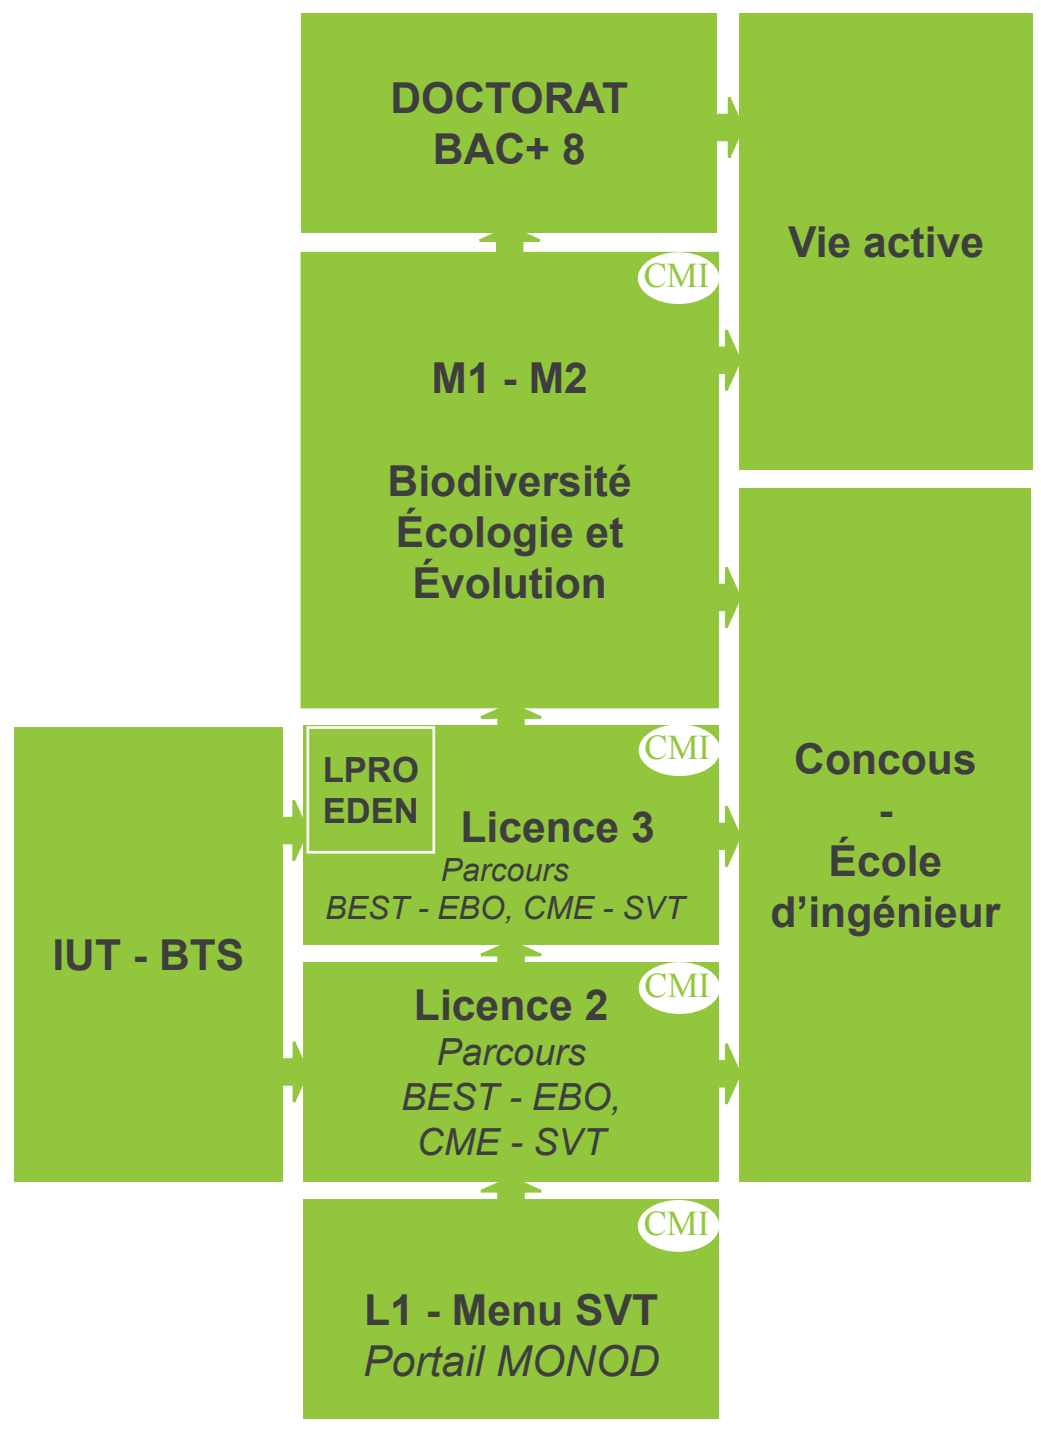 DOCTORAT
BAC+ 8
Vie active
CMI
M1 - M2
Biodiversité
Écologie et
Évolution
CMI
LPRO
EDEN
Licence 3
Parcours
BEST - EBO, CME - SVT
Concous
-
École
d’ingénieur
IUT - BTS
CMI
Licence 2
Parcours
BEST - EBO,
CME - SVT
CMI
L1 - Menu SVT
Portail MONOD